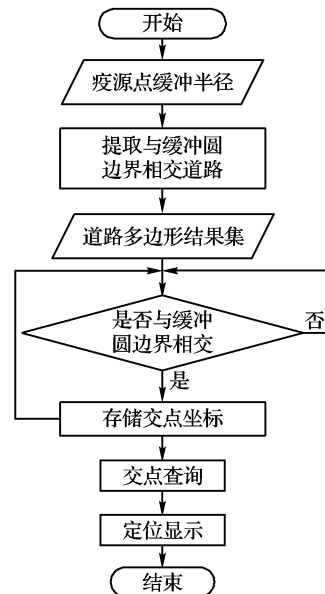 开始
疫源点缓冲半径
提取与缓冲圆
边界相交道路
道路多边形结果集
是否与缓冲
圆边界相交
否
是
存储交点坐标
交点查询
定位显示
结束